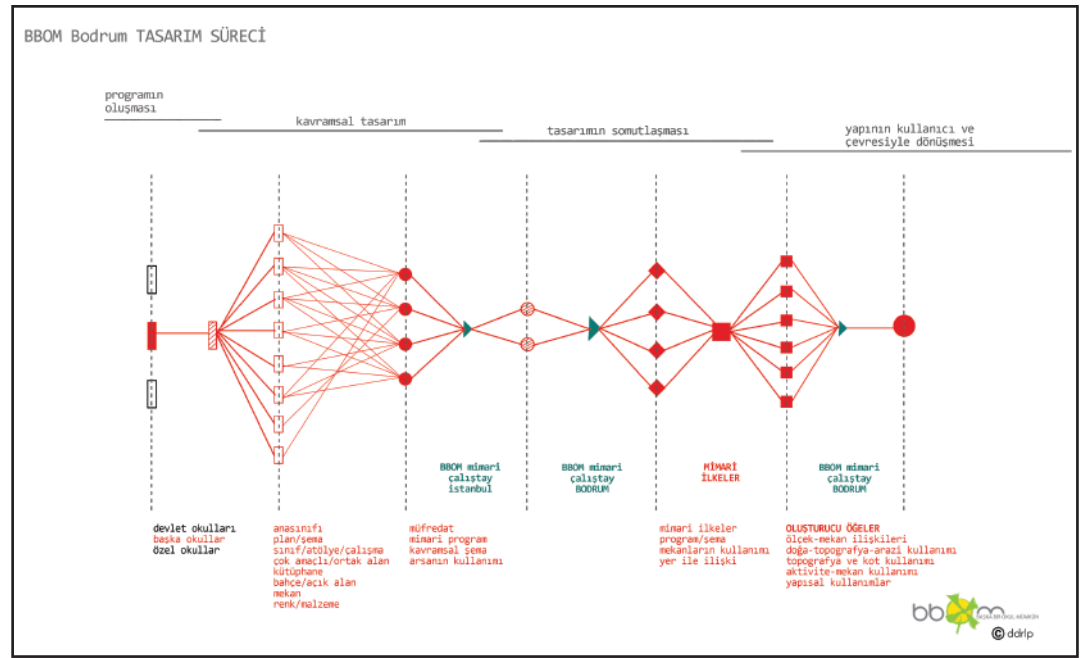 BBOM Bodrum TASARIM SÜRECİ
programın
oluşması
kavramsal tasarım
tasarımın somutlaşması
yapının kullanıcı ve
çevresiyle dönüşmesi
BBOM mimari
çalıştay
istanbul
BBOM mimari
çalıştay
BODRUM
MİMARİ
İLKELER
BBOM mimari
çalıştay
BODRUM
devlet okulları
başka okullar
özel okullar
anasınıfı
plan/şema
sınıf/atölye/çalışma
çok amaçlı/ortak alan
kütüphane
bahçe/açık alan
mekan
renk/malzeme
müfredat
mimari program
kavramsal şema
arsanın kullanımı
mimari ilkeler
program/şema
mekanların kullanımı
yer ile ilişki
OLUŞTURUCU ÖĞELER
ölçek-mekan ilişkileri
doğa-topografya-arazi kullanımı
topografya ve kot kullanımı
aktivite-mekan kullanımı
yapısal kullanımlar
bbom
BAŞKA BİR OKUL MÜMKÜN
© ddrlp